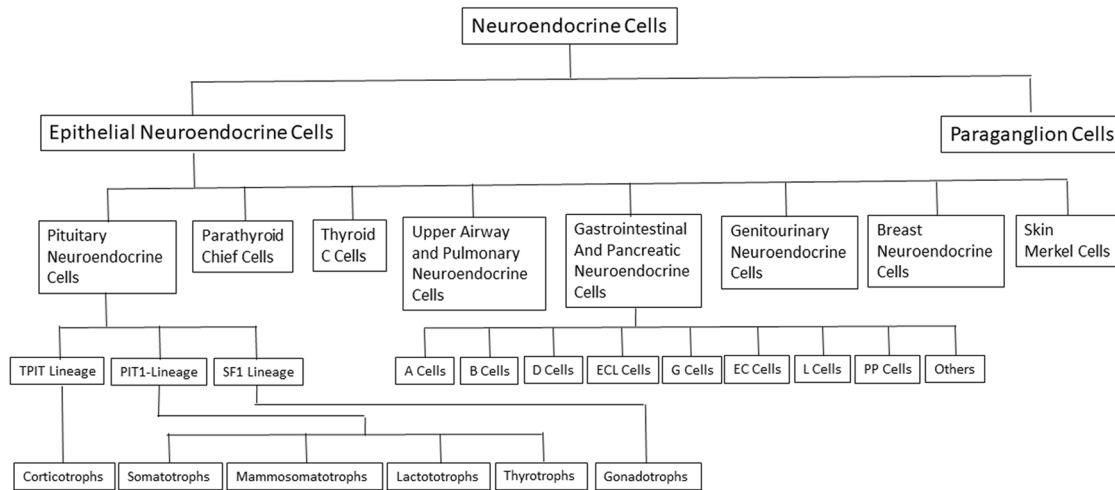 Neuroendocrine Cells
Epithelial Neuroendocrine Cells
Paraganglion Cells
Pituitary
Neuroendocrine
Cells
Parathyroid
Chief Cells
Thyroid
C Cells
Upper Airway
and Pulmonary
Neuroendocrine
Cells
Gastrointestinal
And Pancreatic
Neuroendocrine
Cells
Genitourinary
Neuroendocrine
Cells
Breast
Neuroendocrine
Cells
Skin
Merkel Cells
TPIT Lineage
PIT1-Lineage
SF1 Lineage
A Cells
B Cells
D Cells
ECL Cells
G Cells
EC Cells
L Cells
PP Cells
Others
Corticotrophs
Somatotrophs
Mammosomatotrophs
Lactototrophs
Thyrotrophs
Gonadotrophs